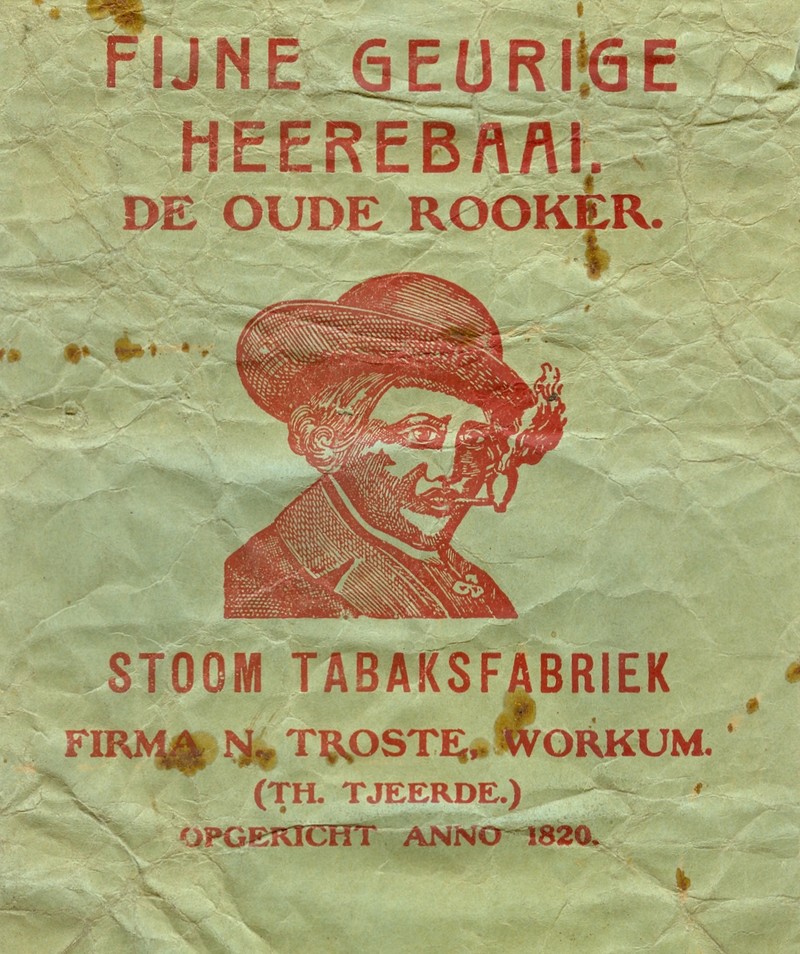 FIJNE GEURIGE
HEEREBAAI.
DE OUDE ROOKER.
STOOM TABAKSFABRIEK
FIRMA N. TROSTE, WORKUM.
(TH. TJEERDE.)
OPGERICHT ANNO 1820.